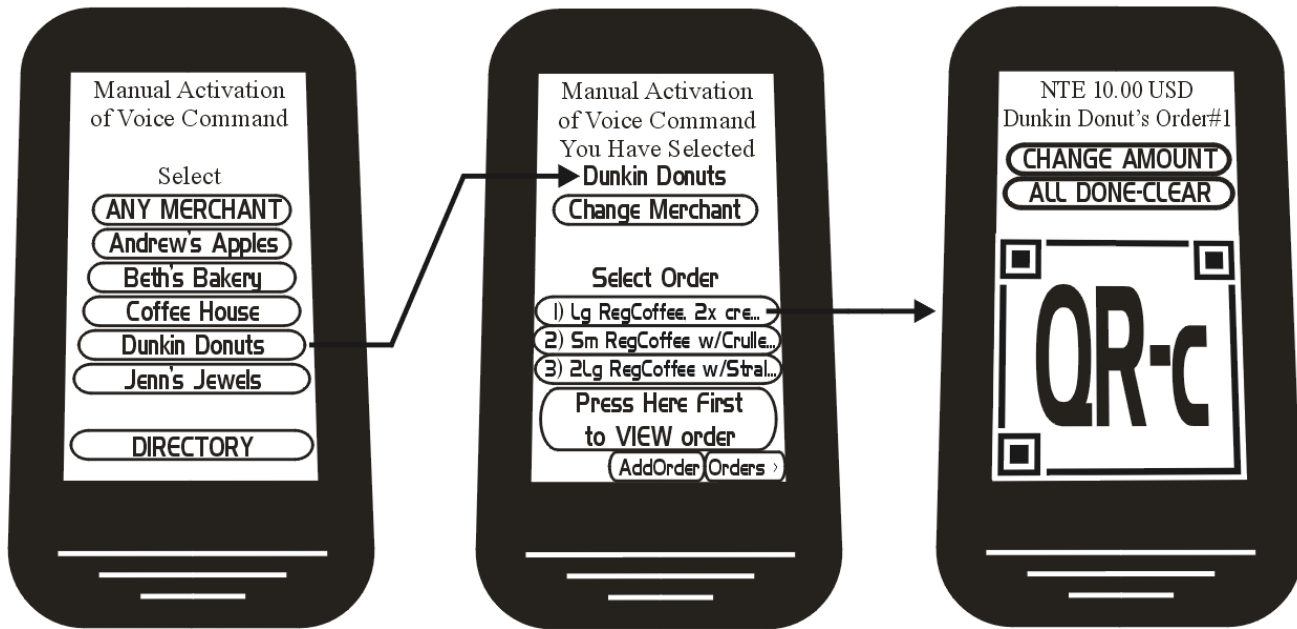 Manual Activation
of Voice Command
Select
ANY MERCHANT
Andrew's Apples
Beth's Bakery
Coffee House
Dunkin Donuts
Jenn's Jewels
DIRECTORY
Manual Activation
of Voice Command
You Have Selected
Dunkin Donuts
Change Merchant
Select Order
1) Lg RegCoffee. 2x cre...
2) Sm RegCoffee w/Crulle...
3) 2Lg RegCoffee w/Stral...
Press Here First
to VIEW order
AddOrder Orders >
NTE 10.00 USD
Dunkin Donut's Order#1
CHANGE AMOUNT
ALL DONE-CLEAR
QR-c